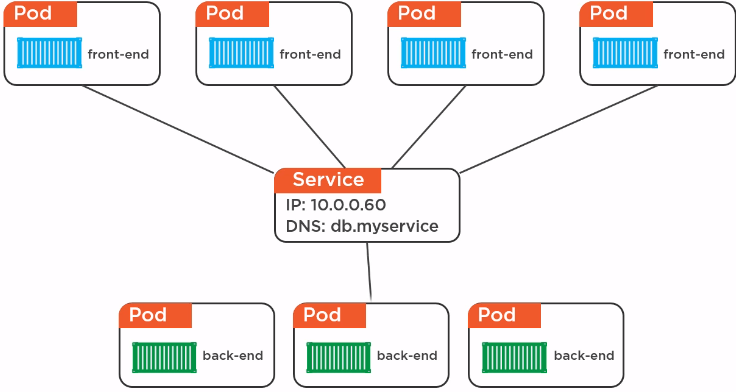 Pod
front-end
Pod
front-end
Pod
front-end
Pod
front-end
Service
IP: 10.0.0.60
DNS: db.myservice
Pod
back-end
Pod
back-end
Pod
back-end